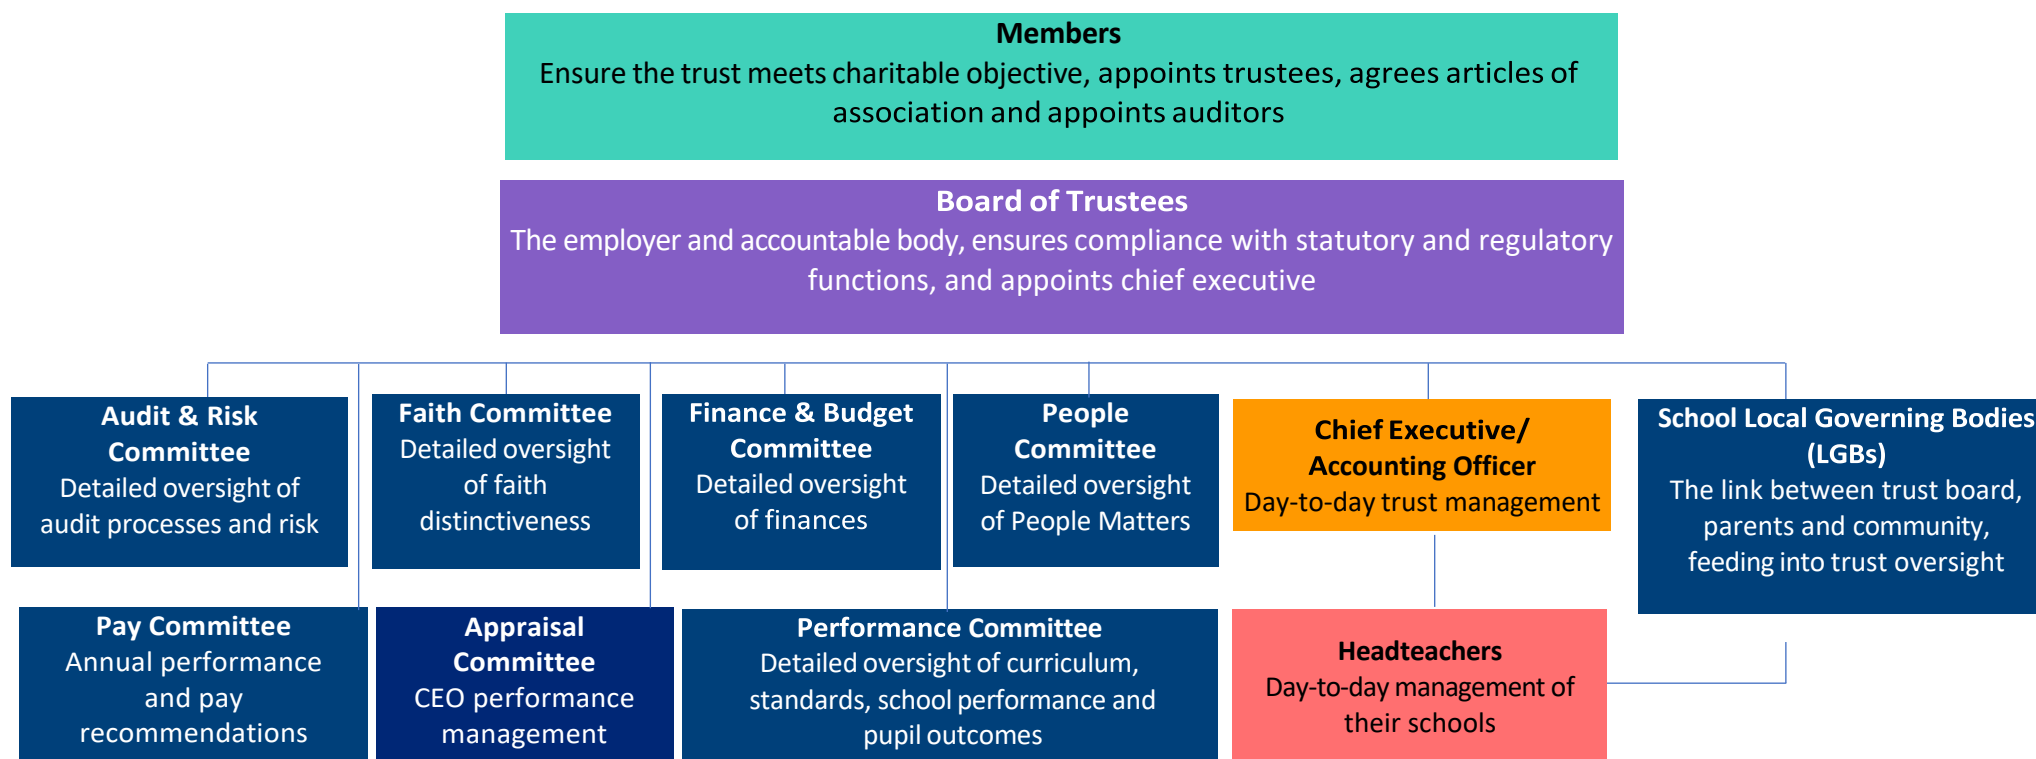 Members
Ensure the trust meets charitable objective, appoints trustees, agrees articles of
association and appoints auditors
Board of Trustees
The employer and accountable body, ensures compliance with statutory and regulatory
functions, and appoints chief executive
Audit & Risk
Committee
Detailed oversight of
audit processes and risk
Faith Committee
Detailed oversight
of faith
distinctiveness
Finance & Budget
Committee
Detailed oversight
of finances
People
Committee
Detailed oversight
of People Matters
Chief Executive/
Accounting Officer
Day-to-day trust management
School Local Governing Bodies
(LGBs)
The link between trust board,
parents and community,
feeding into trust oversight
Pay Committee
Annual performance
and pay
recommendations
Appraisal
Committee
CEO performance
management
Performance Committee
Detailed oversight of curriculum,
standards, school performance and
pupil outcomes
Headteachers
Day-to-day management of
their schools